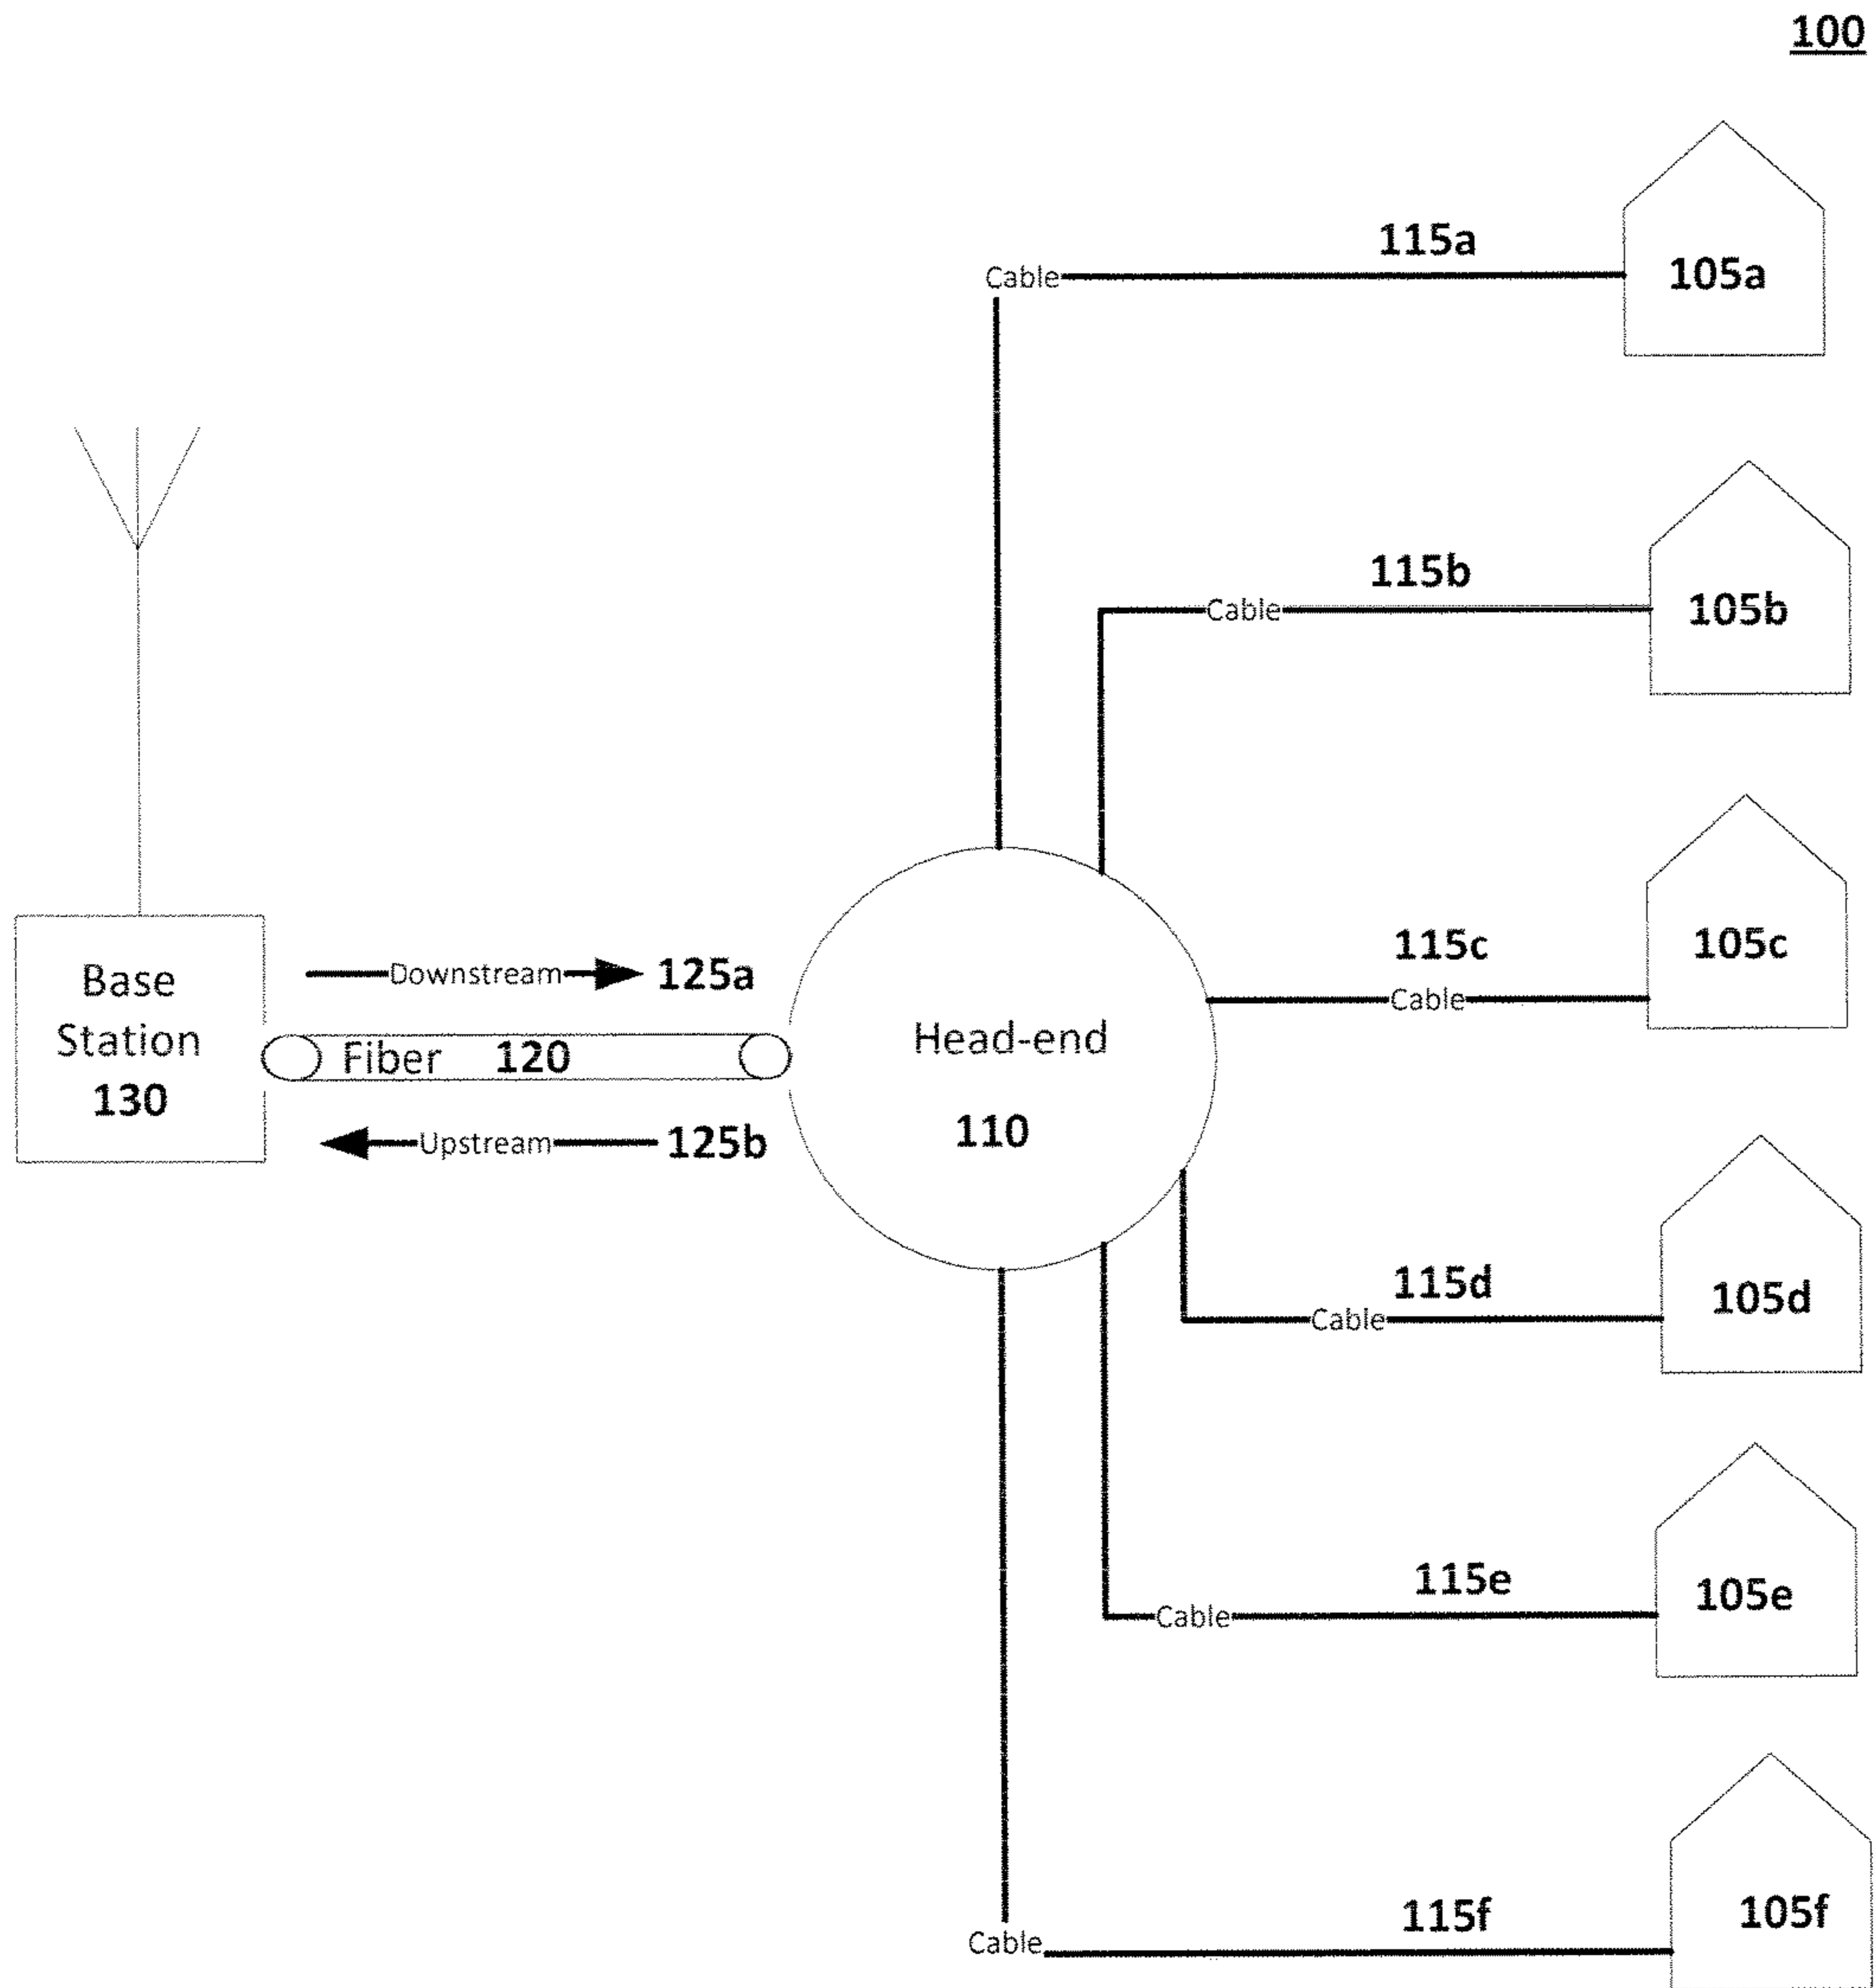 100
115a
Cable
105a
115b
Cable
105b
115c
Cable
105c
Base
Station
130
Downstream 125a
Fiber 120
Upstream 125b
Head-end
110
115d
Cable
105d
115e
Cable
105e
115f
Cable
105f